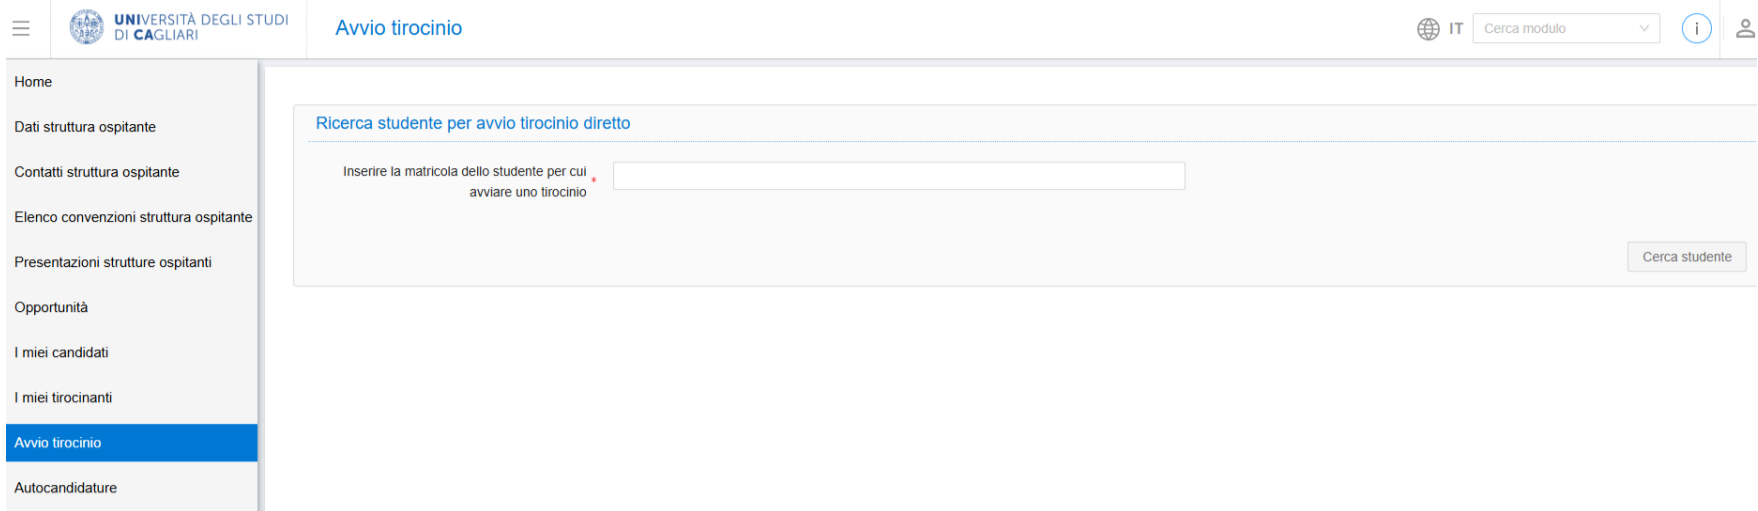 UNIVERSITÀ DEGLI STUDI
DI CAGLIARI
Avvio tirocinio
IT
Cerca modulo
i
Home
Dati struttura ospitante
Contatti struttura ospitante
Elenco convenzioni struttura ospitante
Presentazioni strutture ospitanti
Opportunità
I miei candidati
I miei tirocinanti
Avvio tirocinio
Autocandidature
Ricerca studente per avvio tirocinio diretto
Inserire la matricola dello studente per cui
avviare uno tirocinio *
Cerca studente